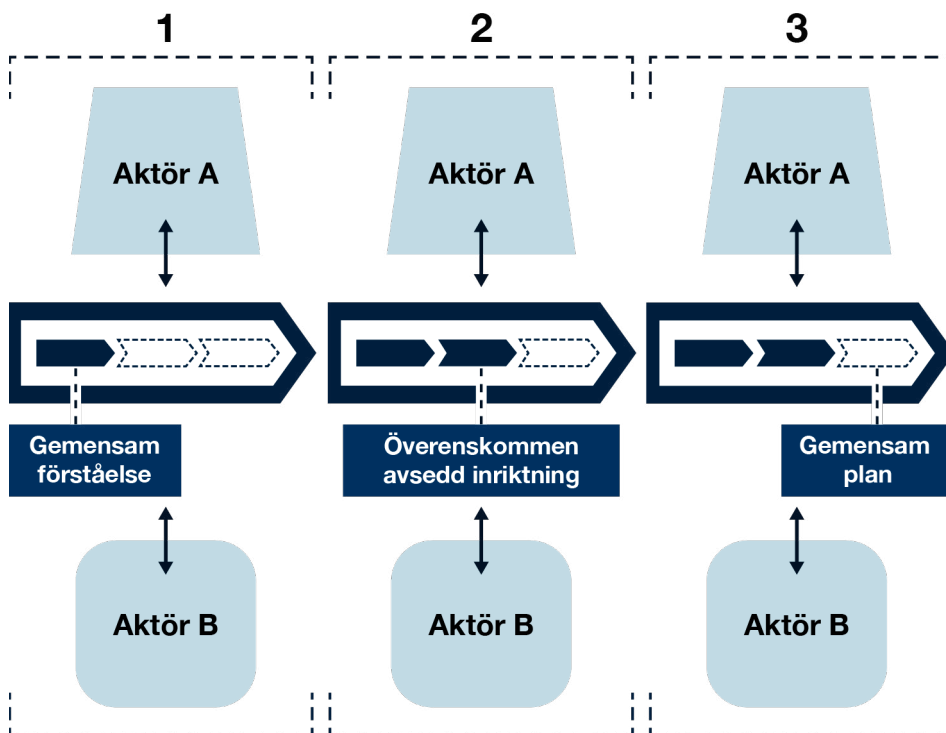 1
2
3
Aktör A
Aktör A
Aktör A
Gemensam
förståelse
Överenskommen
avsedd inriktning
Gemensam
plan
Aktör B
Aktör B
Aktör B